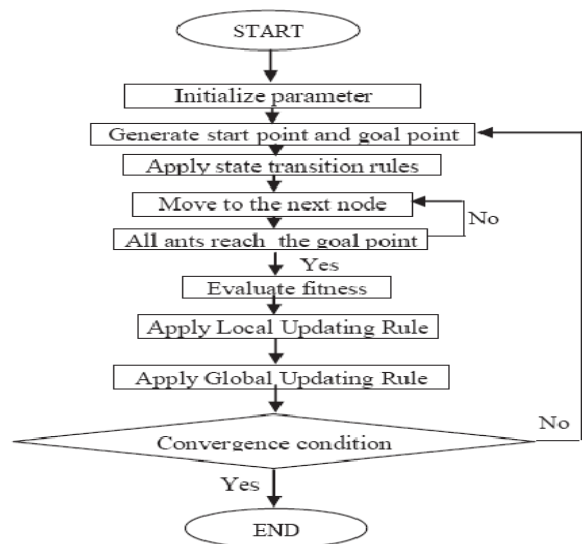 START
Initialize parameter
Generate start point and goal point
Apply state transition rules
Move to the next node
No
All ants reach the goal point
Yes
Evaluate fitness
Apply Local Updating Rule
Apply Global Updating Rule
No
Convergence condition
Yes
END